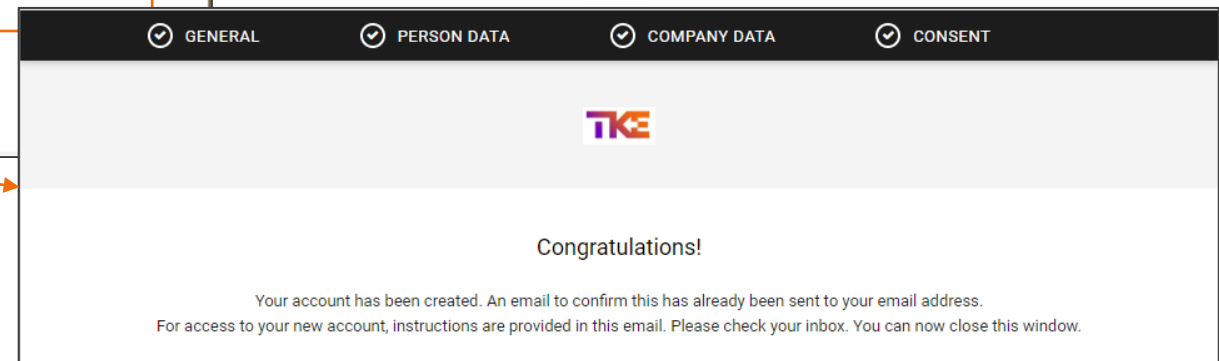 GENERAL PERSON DATA COMPANY DATA CONSENT
TKE
Congratulations!
Your account has been created. An email to confirm this has already been sent to your email address.
For access to your new account, instructions are provided in this email. Please check your inbox. You can now close this window.